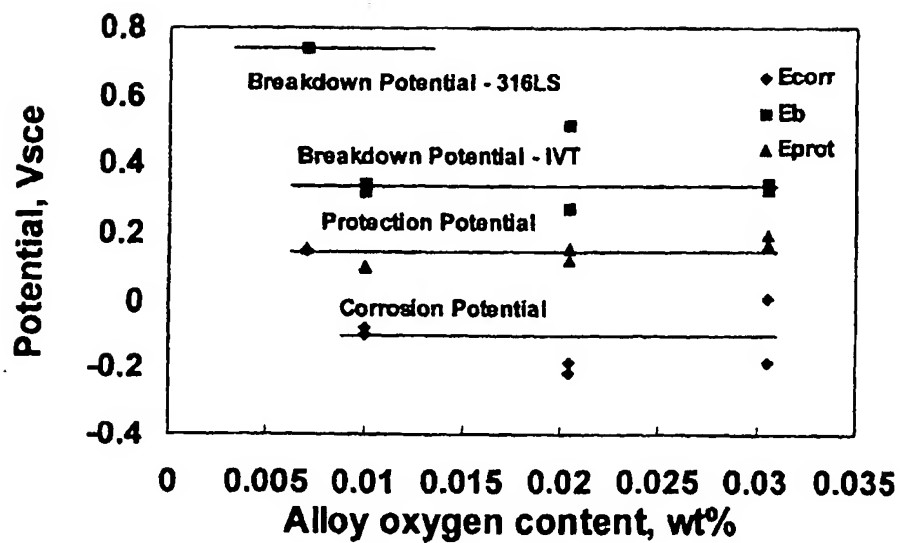 0.8
0.6
0.4
0.2
0
-0.2
-0.4
Potential, Vsce
Breakdown Potential - 316LS
Breakdown Potential - IVT
Protection Potential
Corrosion Potential
Ecorr
Eb
Eprot
0 0.005 0.01 0.015 0.02 0.025 0.03 0.035
Alloy oxygen content, wt%